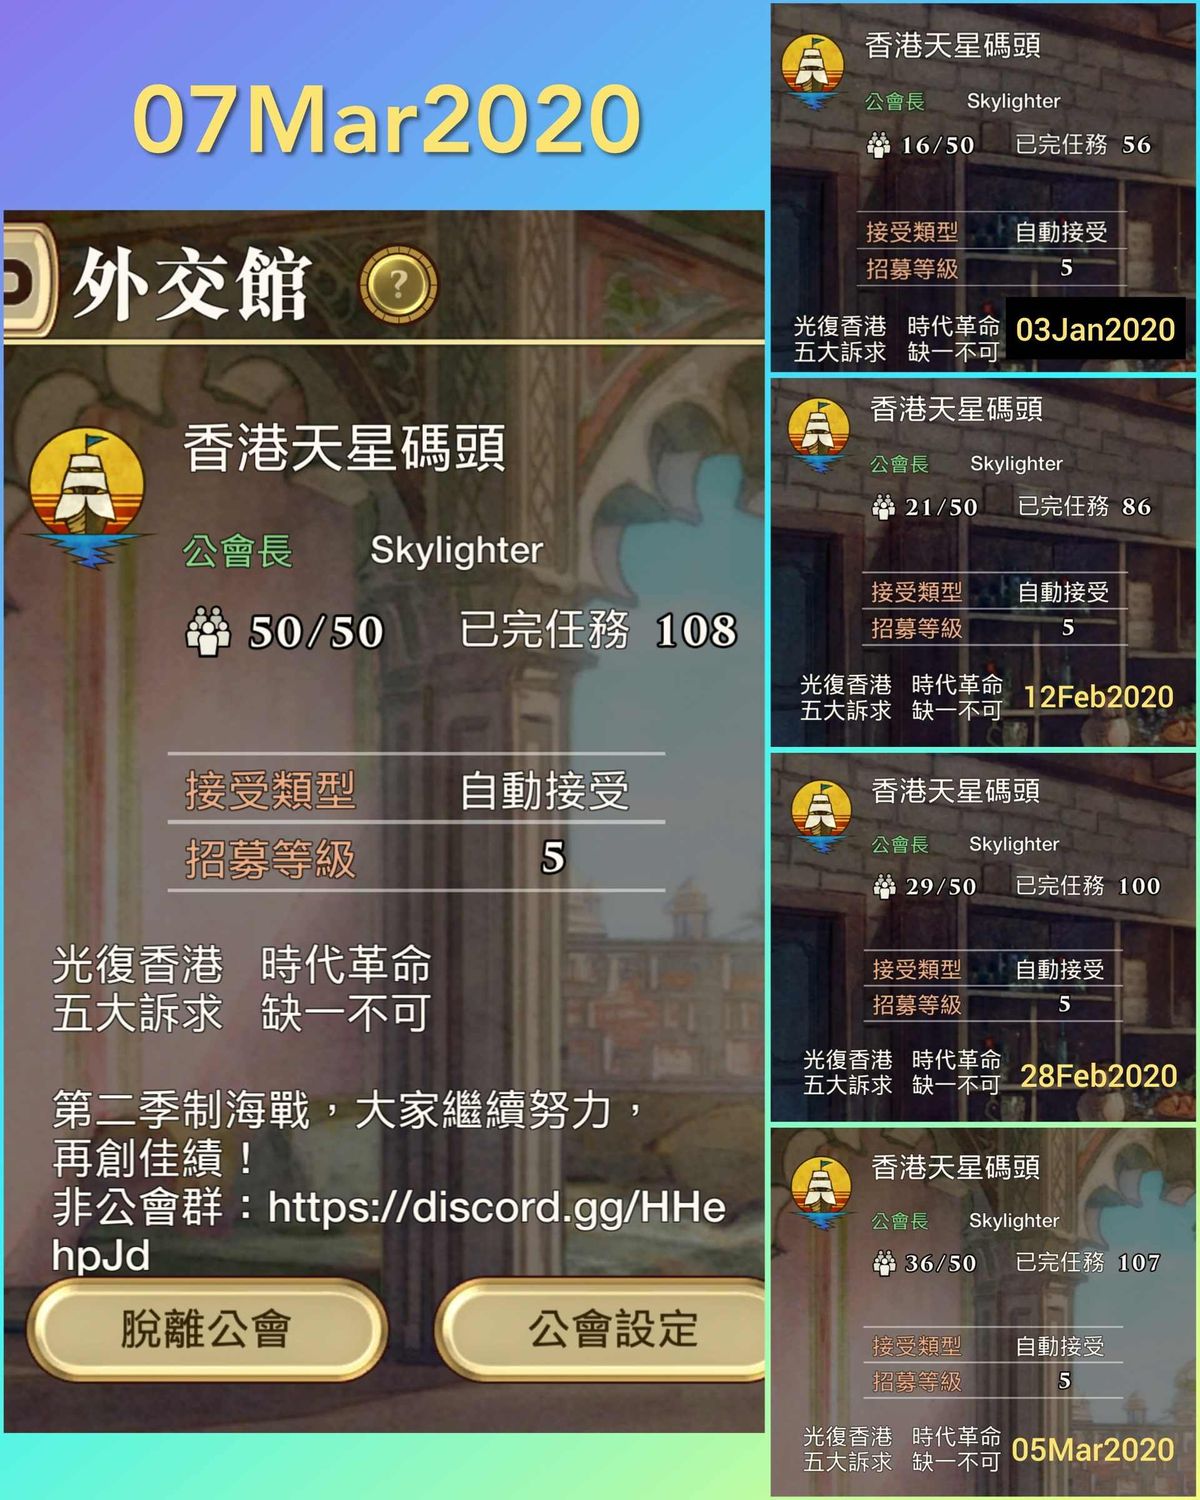 07Mar2020
外交館
?
香港天星碼頭
公會長 Skylighter
50/50 已完任務 108
接受類型 自動接受
招募等級 5
光復香港 時代革命
五大訴求 缺一不可
第二季制海戰，大家繼續努力，
再創佳績！
非公會群：https://discord.gg/HHe
hpJd
脫離公會 公會設定
香港天星碼頭
公會長 Skylighter
16/50 已完任務 56
接受類型 自動接受
招募等級 5
光復香港 時代革命
五大訴求 缺一不可
03Jan2020
香港天星碼頭
公會長 Skylighter
21/50 已完任務 86
接受類型 自動接受
招募等級 5
光復香港 時代革命
五大訴求 缺一不可
12Feb2020
香港天星碼頭
公會長 Skylighter
29/50 已完任務 100
接受類型 自動接受
招募等級 5
光復香港 時代革命
五大訴求 缺一不可
28Feb2020
香港天星碼頭
公會長 Skylighter
36/50 已完任務 107
接受類型 自動接受
招募等級 5
光復香港 時代革命
五大訴求 缺一不可
05Mar2020